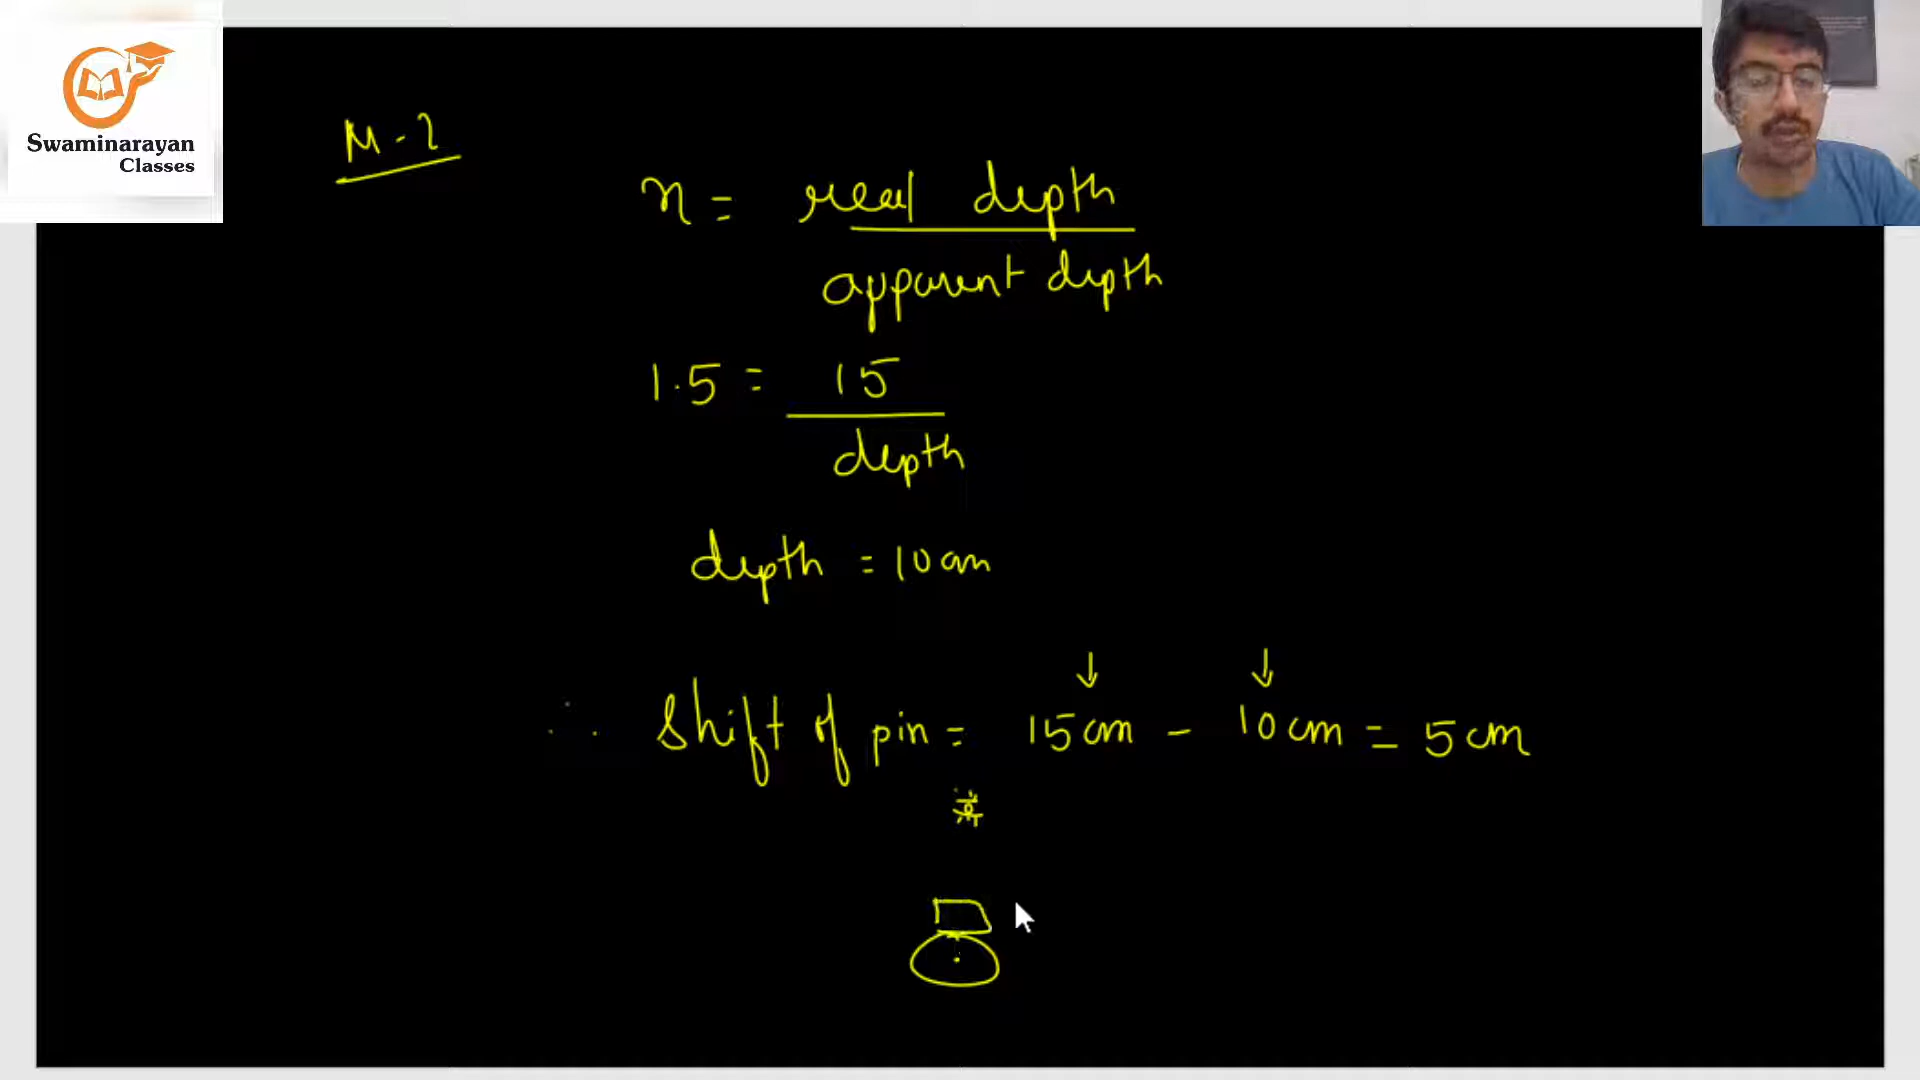 Swaminarayan
Classes
M-2
n = real depth
apparent depth
1.5 = 15
depth
depth = 10 cm
∴ Shift of pin = 15 cm - 10 cm = 5 cm